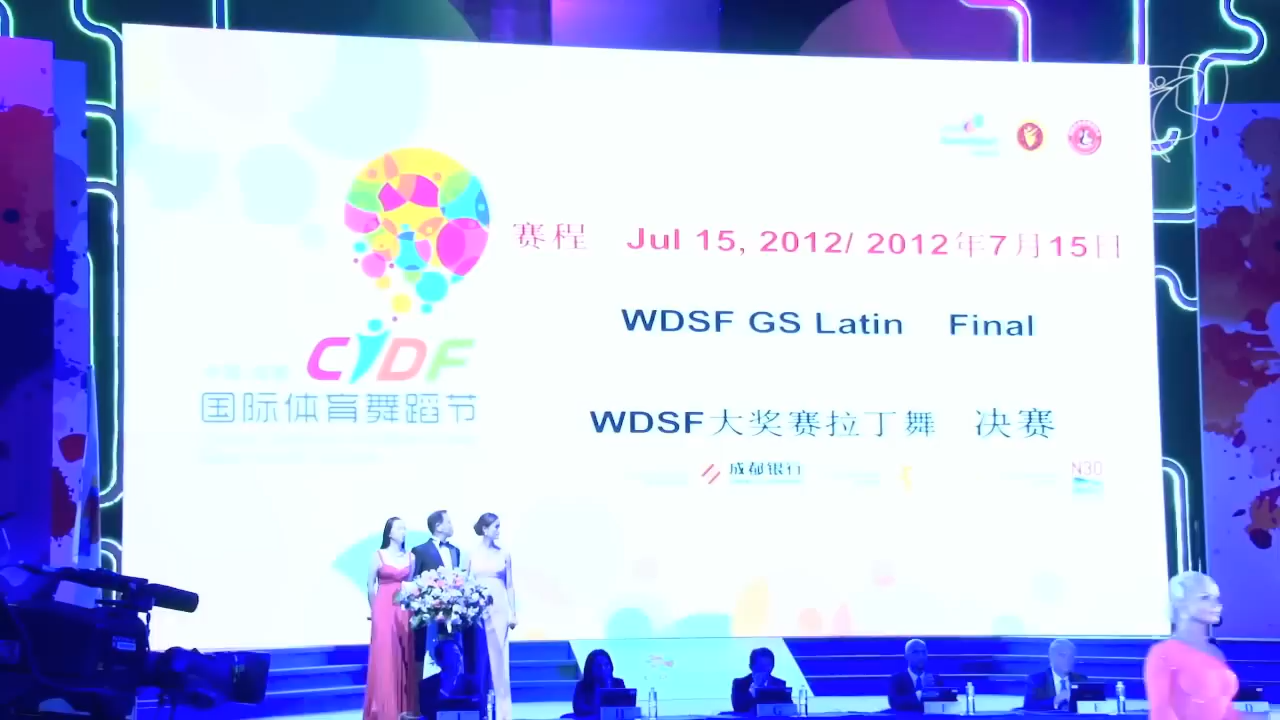 赛程 Jul 15, 2012/ 2012年7月15日
WDSF GS Latin Final
CIDF
国际体育舞蹈节
WDSF大奖赛拉丁舞 决赛
成都银行
N30